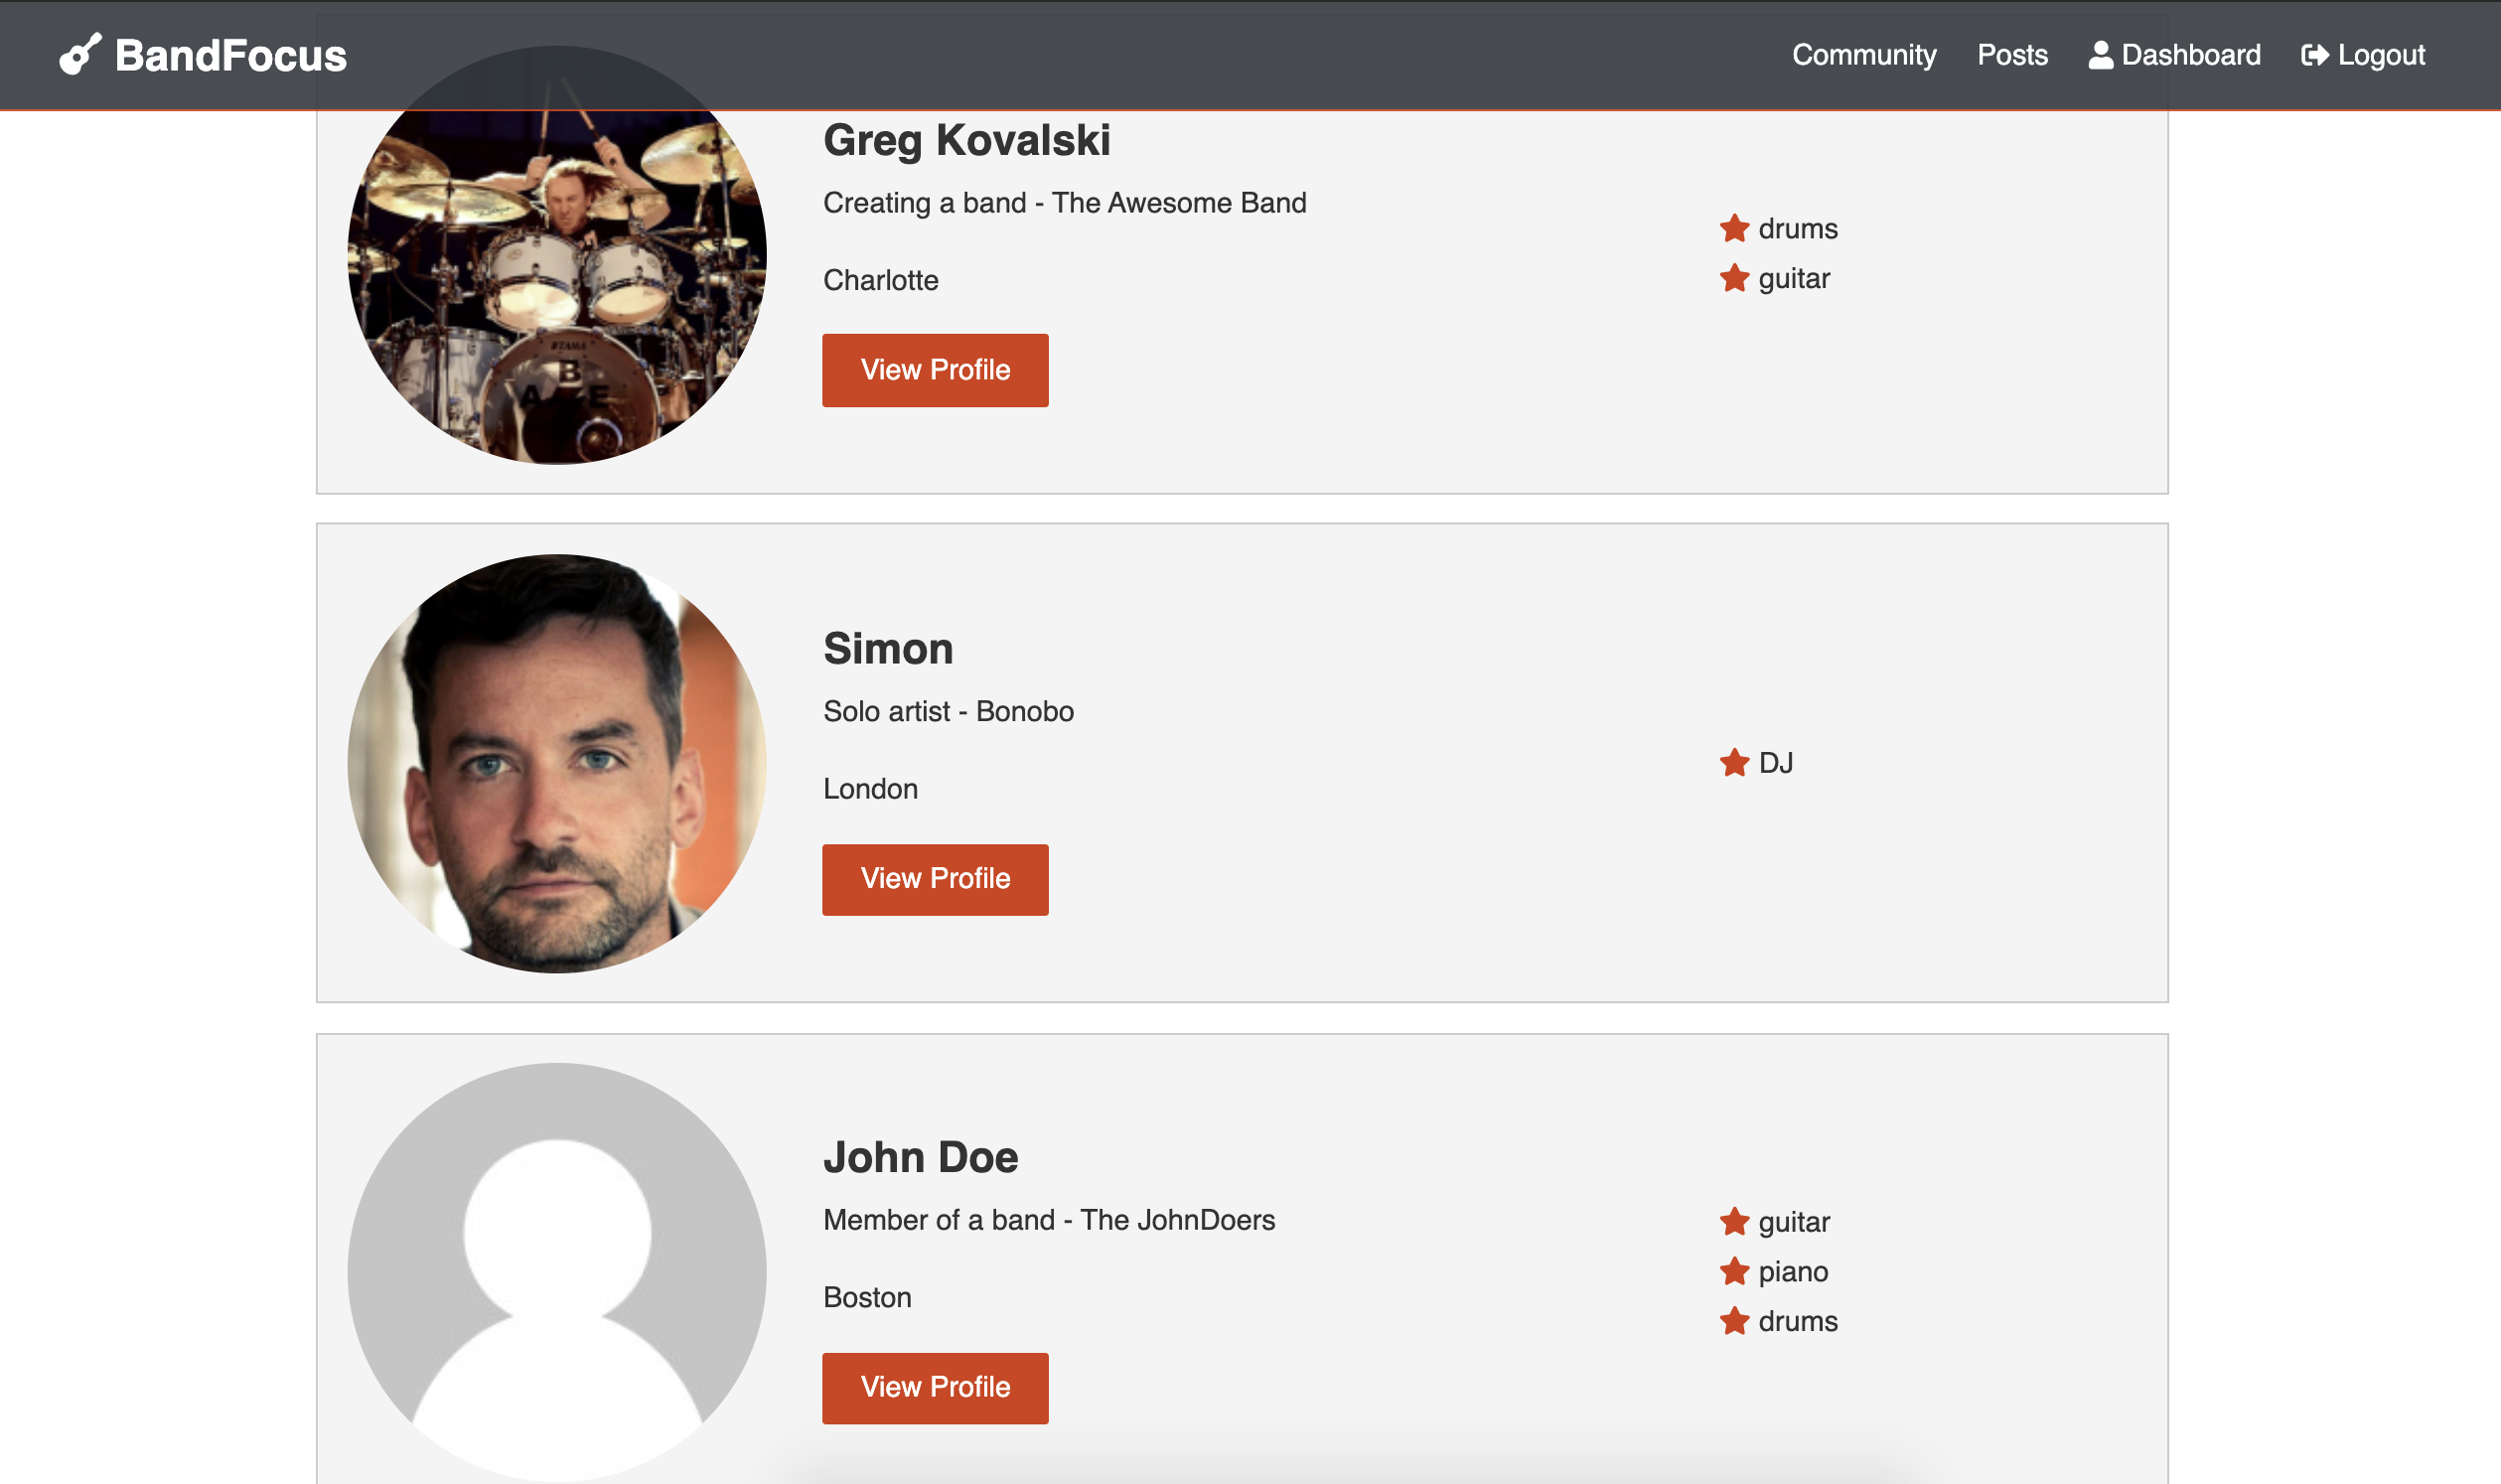 BandFocus
Community Posts Dashboard Logout
Greg Kovalski
Creating a band - The Awesome Band
Charlotte
View Profile
drums
guitar
TAMA
B
A E
Simon
Solo artist - Bonobo
London
View Profile
DJ
John Doe
Member of a band - The JohnDoers
Boston
View Profile
guitar
piano
drums